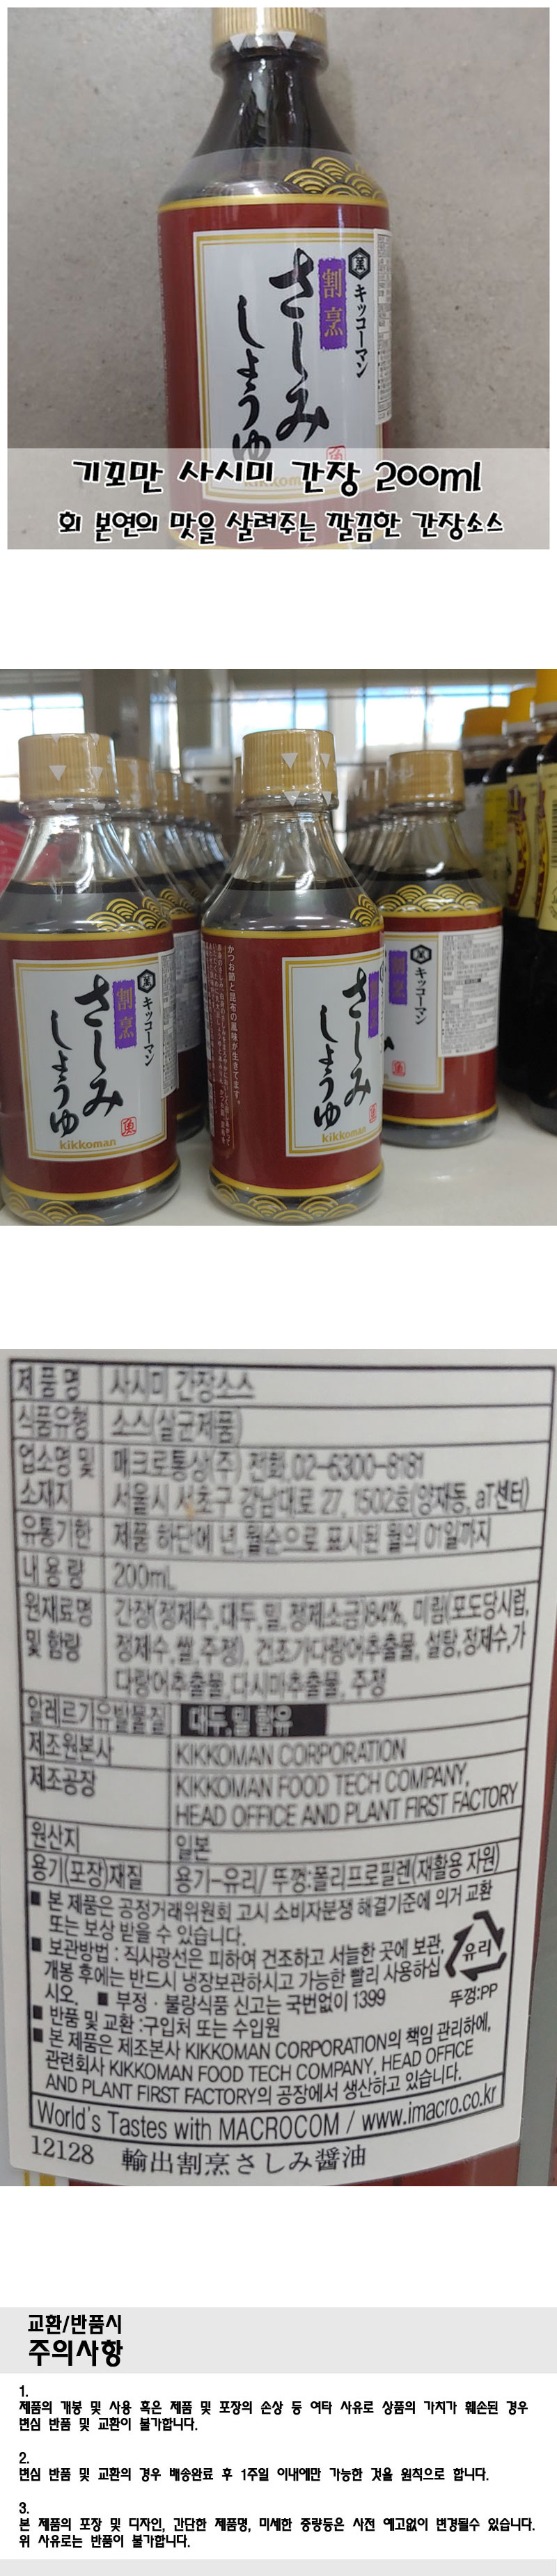 キッコーマン
割烹
さしみ
しょうゆ
기꼬만 사시미 간장 200ml
회 본연의 맛을 살려주는 깔끔한 간장소스
キッコーマン
割烹
さしみ
しょうゆ
kikkoman
かつお節と昆布の風味が生きてます。
割烹
さしみ
しょうゆ
kikkoman
キッコーマン
割烹
제품명 사시미 간장소스
식품유형 소스(살균제품)
업소명 및 매크로통상(주) 전화.02-6300-8181
소재지 서울시 서초구 강남대로 27, 1502호(양재동, aT센터)
유통기한 제품 하단에 년,월순으로 표시된 월의 01일까지
내용량 200mL
원재료명 간장(정제수,대두,밀,정제소금)84%, 미림(포도당시럽,
및 함량 정제수,쌀,주정), 건조가다랑어추출물, 설탕,정제수,가
다랑어추출물,다시마추출물, 주정
알레르기유발물질 대두,밀 함유
제조원본사 KIKKOMAN CORPORATION
제조공장 KIKKOMAN FOOD TECH COMPANY,
HEAD OFFICE AND PLANT FIRST FACTORY
원산지 일본
용기(포장)재질 용기-유리/ 뚜껑:폴리프로필렌(재활용 자원)
■ 본 제품은 공정거래위원회 고시 소비자분쟁 해결기준에 의거 교환
또는 보상 받을 수 있습니다.
■ 보관방법 : 직사광선은 피하여 건조하고 서늘한 곳에 보관,
개봉 후에는 반드시 냉장보관하시고 가능한 빨리 사용하십
시오. ■ 부정 · 불량식품 신고는 국번없이 1399
유리
뚜껑:PP
■ 반품 및 교환 :구입처 또는 수입원
■ 본 제품은 제조본사 KIKKOMAN CORPORATION의 책임 관리하에,
관련회사 KIKKOMAN FOOD TECH COMPANY, HEAD OFFICE
AND PLANT FIRST FACTORY의 공장에서 생산하고 있습니다.
World's Tastes with MACROCOM / www.imacro.co.kr
12128 輸出割烹さしみ醬油
교환/반품시
주의사항
1.
제품의 개봉 및 사용 혹은 제품 및 포장의 손상 등 여타 사유로 상품의 가치가 훼손된 경우
변심 반품 및 교환이 불가합니다.
2.
변심 반품 및 교환의 경우 배송완료 후 1주일 이내에만 가능한 것을 원칙으로 합니다.
3.
본 제품의 포장 및 디자인, 간단한 제품명, 미세한 중량등은 사전 예고없이 변경될수 있습니다.
위 사유로는 반품이 불가합니다.